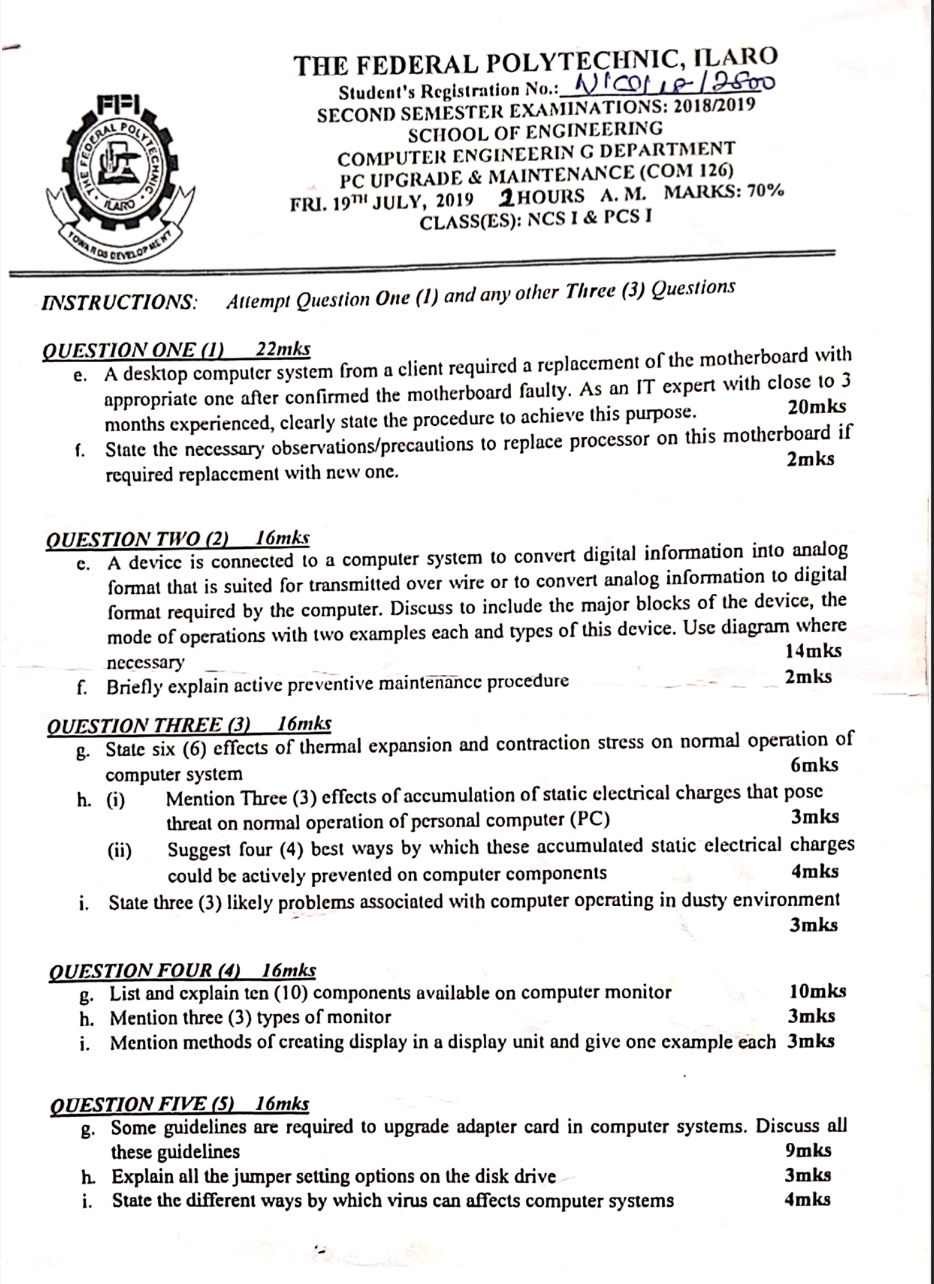 THE FEDERAL POLYTECHNIC, ILARO
Student's Registration No.:
SECOND SEMESTER EXAMINATIONS: 2018/2019
SCHOOL OF ENGINEERING
COMPUTER ENGINEERIN G DEPARTMENT
PC UPGRADE & MAINTENANCE (COM 126)
FRI. 19TH JULY, 2019 2 HOURS A. M. MARKS: 70%
CLASS(ES): NCS I & PCS I
FPI
THE FEDERAL POLYTECHNIC
ILARO
TOWARDS DEVELOPMENT
INSTRUCTIONS: Attempt Question One (1) and any other Three (3) Questions
QUESTION ONE (1) 22mks
e. A desktop computer system from a client required a replacement of the motherboard with
appropriate one after confirmed the motherboard faulty. As an IT expert with close to 3
months experienced, clearly state the procedure to achieve this purpose. 20mks
f. State the necessary observations/precautions to replace processor on this motherboard if
required replacement with new one. 2mks
QUESTION TWO (2) 16mks
e. A device is connected to a computer system to convert digital information into analog
format that is suited for transmitted over wire or to convert analog information to digital
format required by the computer. Discuss to include the major blocks of the device, the
mode of operations with two examples each and types of this device. Use diagram where
necessary 14mks
f. Briefly explain active preventive maintenance procedure 2mks
QUESTION THREE (3) 16mks
g. State six (6) effects of thermal expansion and contraction stress on normal operation of
computer system 6mks
h. (i) Mention Three (3) effects of accumulation of static electrical charges that pose
threat on normal operation of personal computer (PC) 3mks
(ii) Suggest four (4) best ways by which these accumulated static electrical charges
could be actively prevented on computer components 4mks
i. State three (3) likely problems associated with computer operating in dusty environment
3mks
QUESTION FOUR (4) 16mks
g. List and explain ten (10) components available on computer monitor 10mks
h. Mention three (3) types of monitor 3mks
i. Mention methods of creating display in a display unit and give one example each 3mks
QUESTION FIVE (5) 16mks
g. Some guidelines are required to upgrade adapter card in computer systems. Discuss all
these guidelines 9mks
h. Explain all the jumper setting options on the disk drive 3mks
i. State the different ways by which virus can affects computer systems 4mks